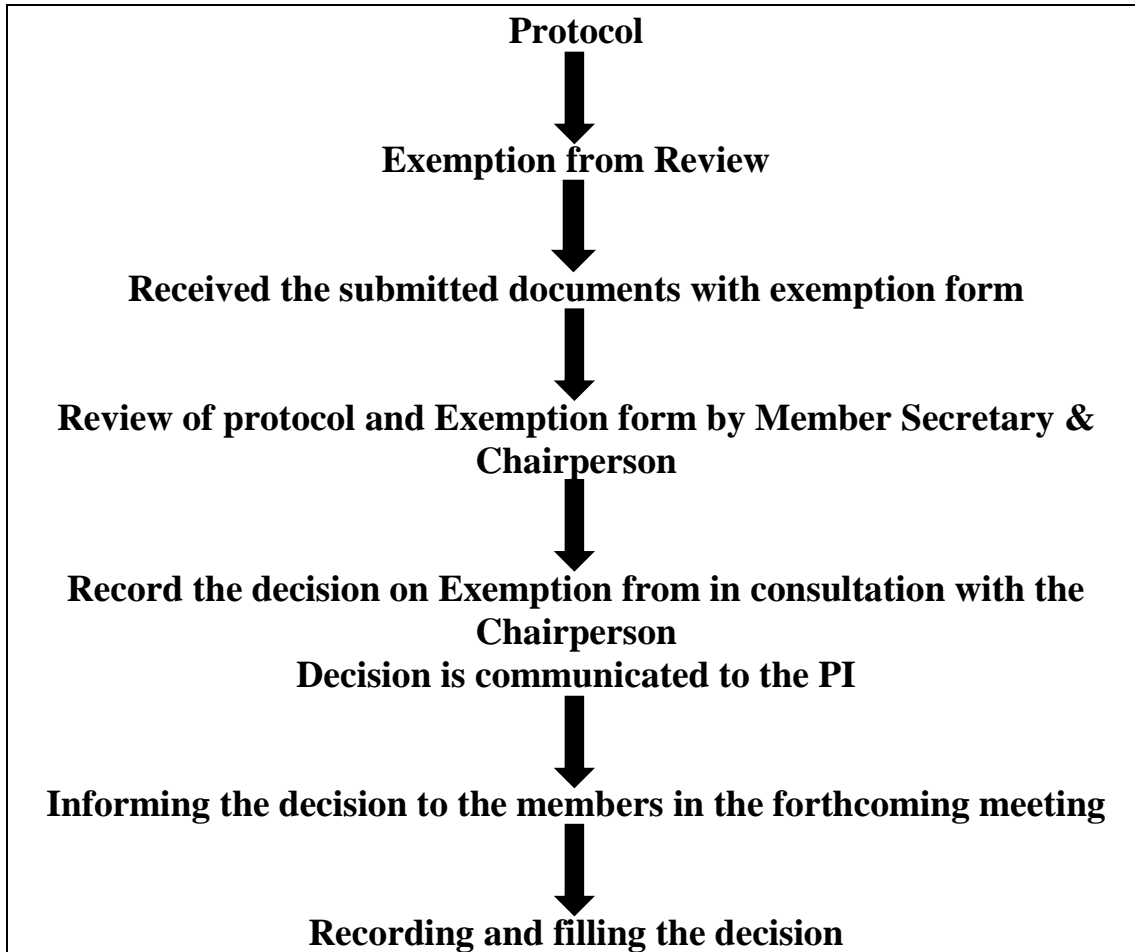 Protocol
Exemption from Review
Received the submitted documents with exemption form
Review of protocol and Exemption form by Member Secretary &
Chairperson
Record the decision on Exemption from in consultation with the
Chairperson
Decision is communicated to the PI
Informing the decision to the members in the forthcoming meeting
Recording and filling the decision